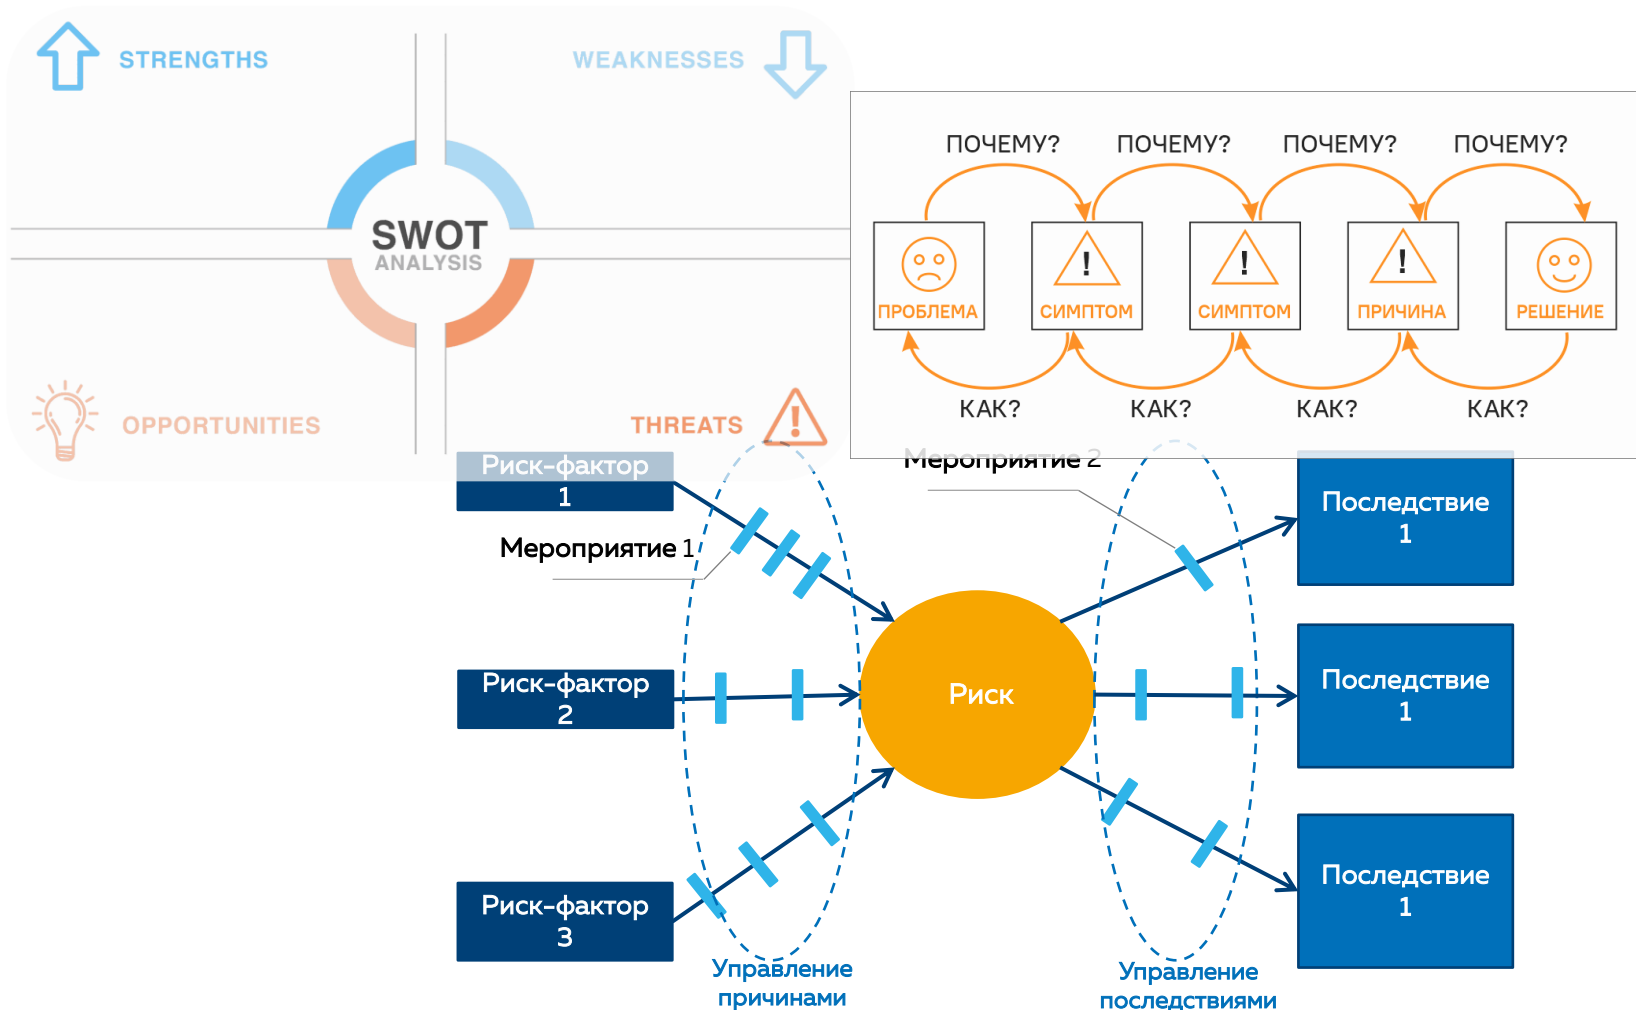 STRENGTHS
WEAKNESSES
SWOT
ANALYSIS
OPPORTUNITIES
THREATS
ПОЧЕМУ? ПОЧЕМУ? ПОЧЕМУ? ПОЧЕМУ?
!
!
!
ПРОБЛЕМА
СИМПТОМ
СИМПТОМ
ПРИЧИНА
РЕШЕНИЕ
КАК? КАК? КАК? КАК?
Риск-фактор
1
Мероприятие 1
Мероприятие 2
Последствие
1
Риск-фактор
2
Риск
Последствие
1
Риск-фактор
3
Последствие
1
Управление
причинами
Управление
последствиями